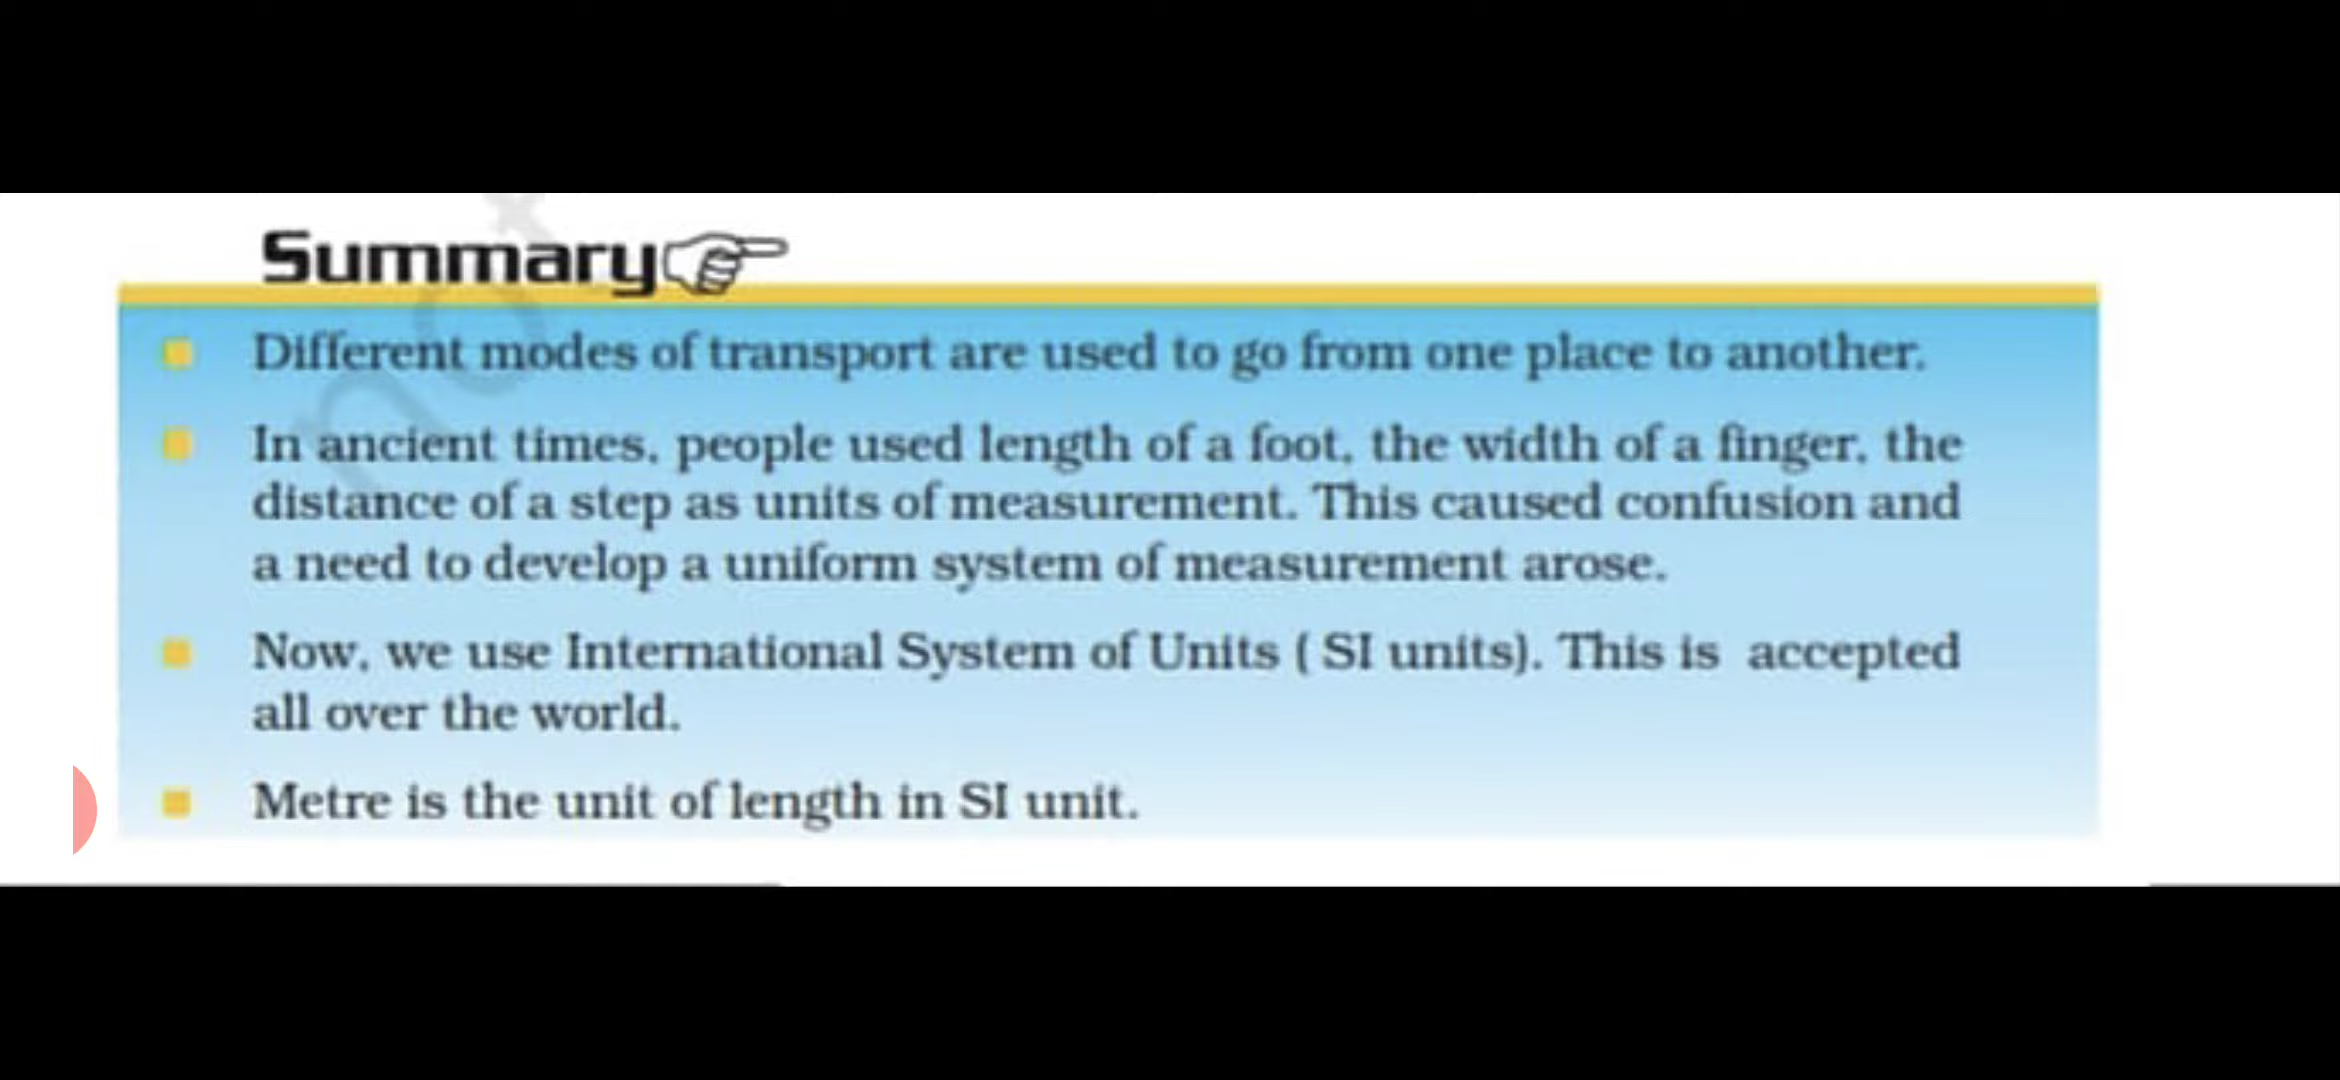 Summary
Different modes of transport are used to go from one place to another.
In ancient times, people used length of a foot, the width of a finger, the
distance of a step as units of measurement. This caused confusion and
a need to develop a uniform system of measurement arose.
Now, we use International System of Units ( SI units). This is accepted
all over the world.
Metre is the unit of length in SI unit.